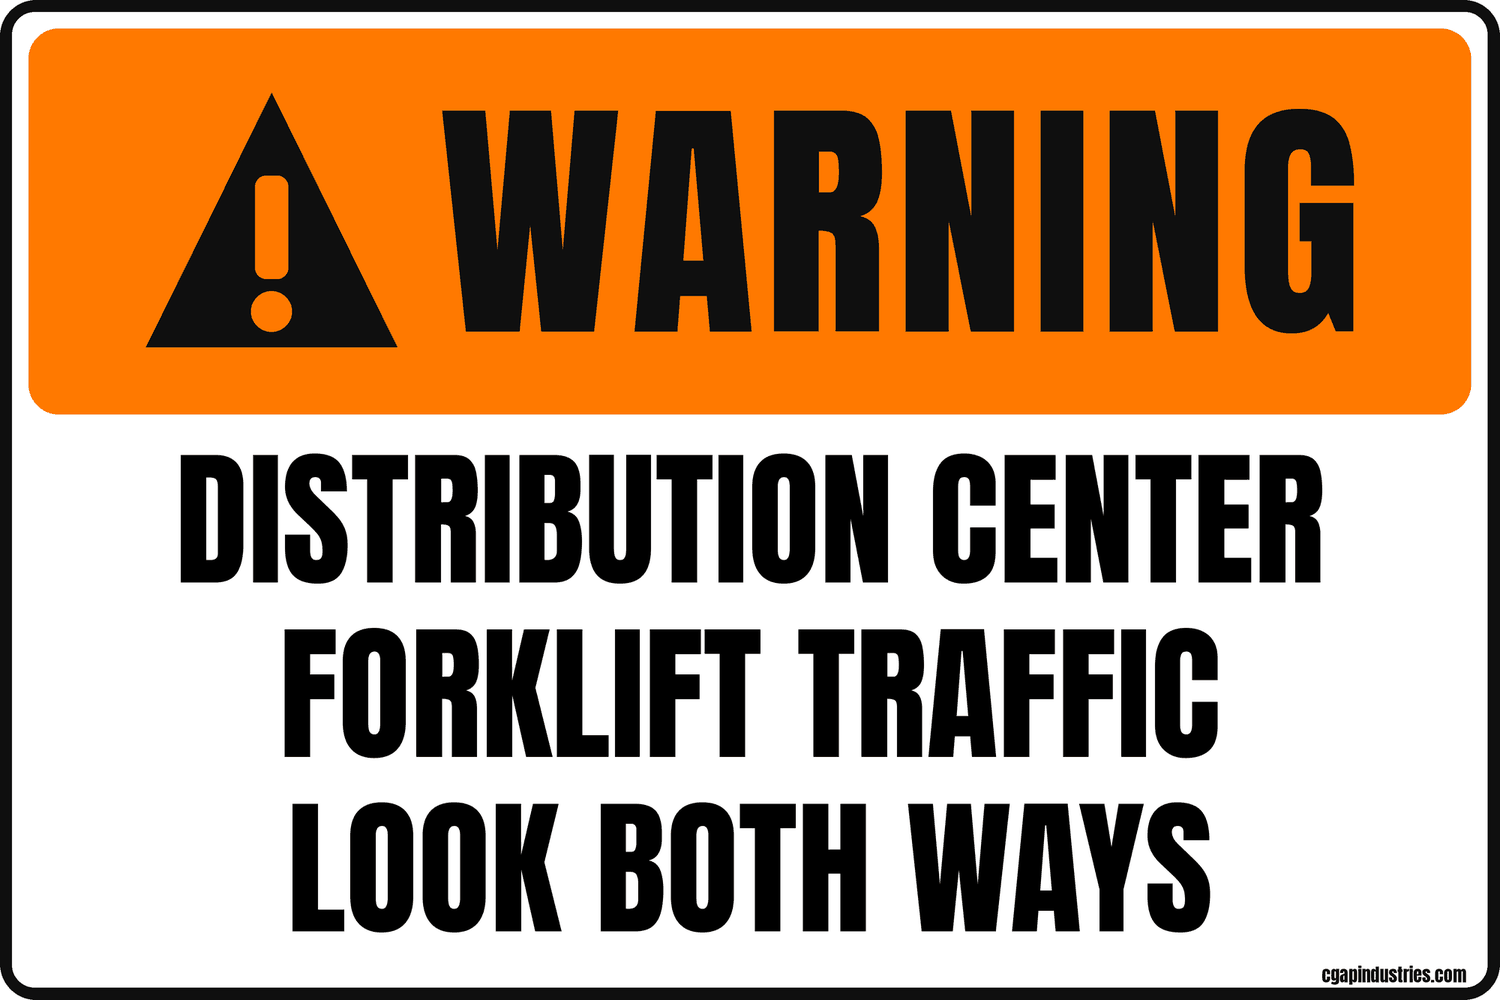 WARNING
DISTRIBUTION CENTER
FORKLIFT TRAFFIC
LOOK BOTH WAYS
cgapindustries.com